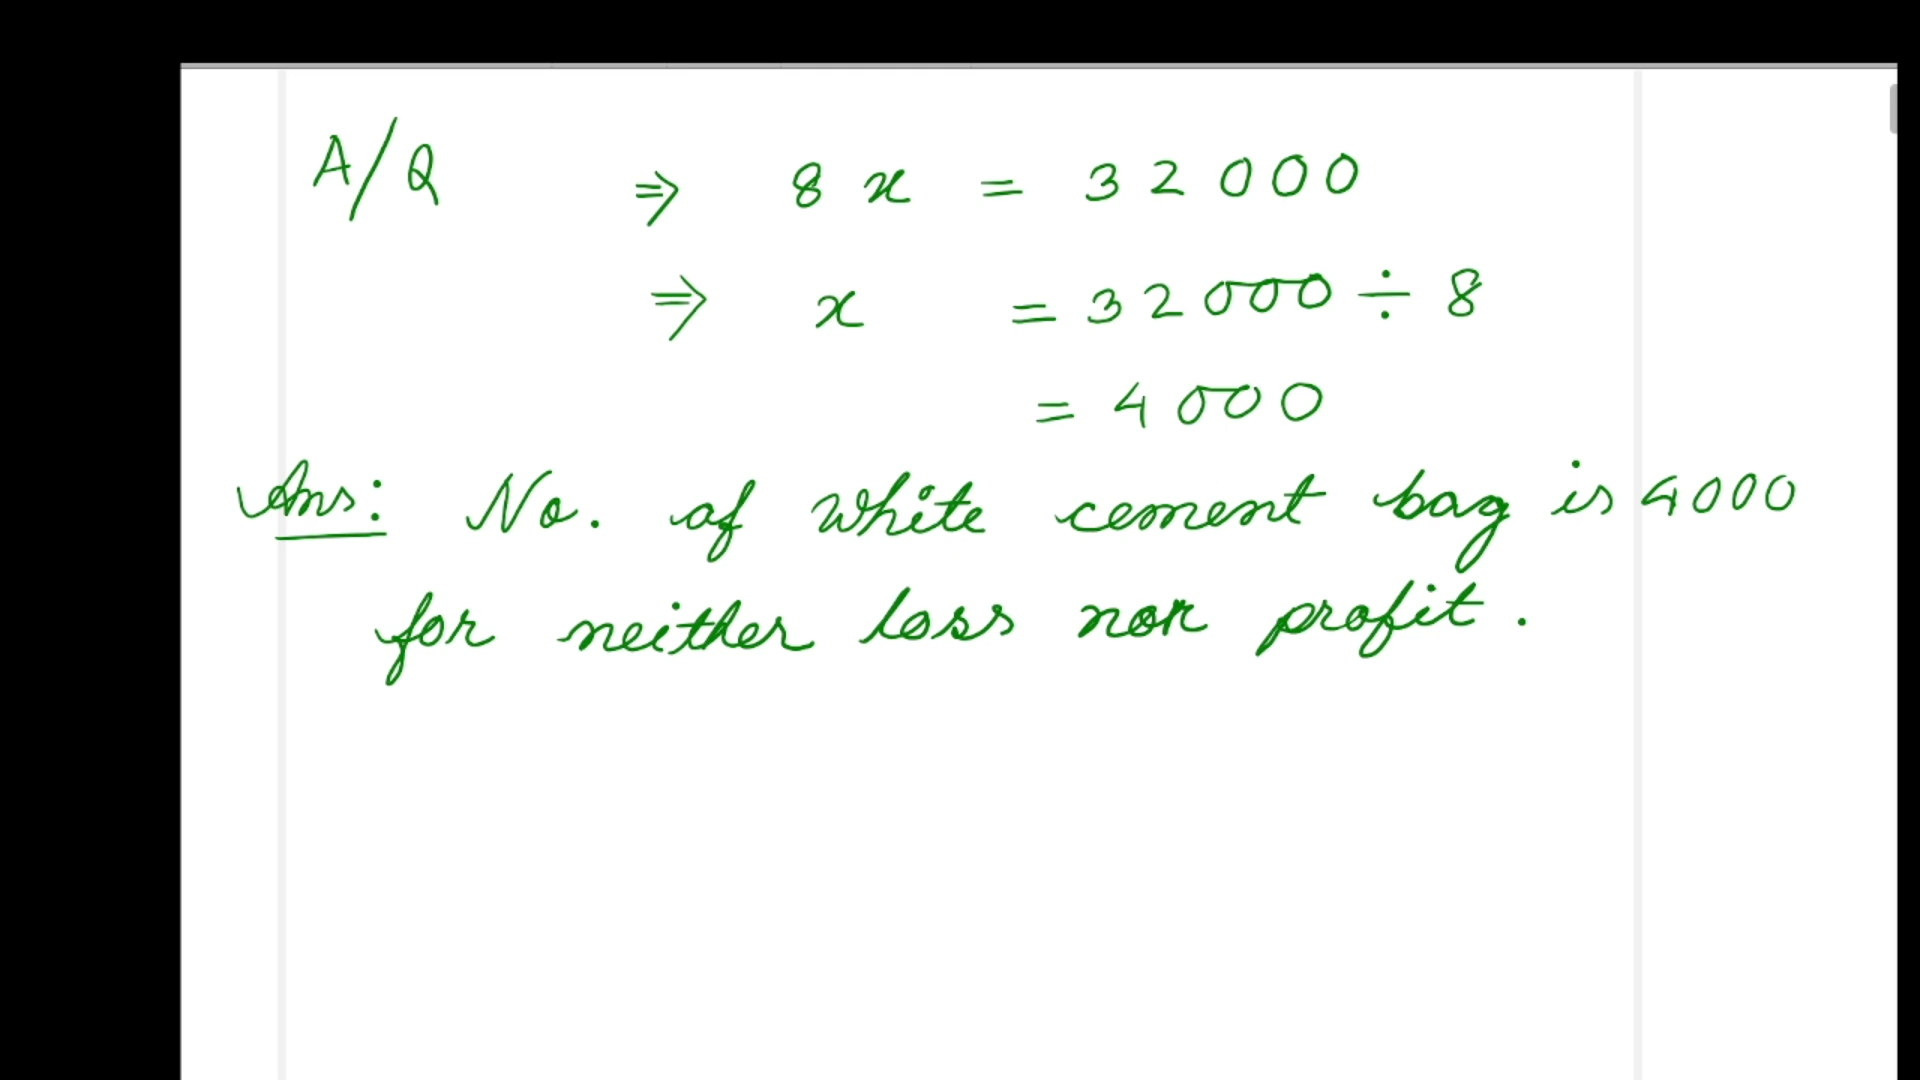 A/Q ⇒ 8x = 32000
⇒ x = 32000 ÷ 8
= 4000
Ans: No. of white cement bag is 4000
for neither loss nor profit.